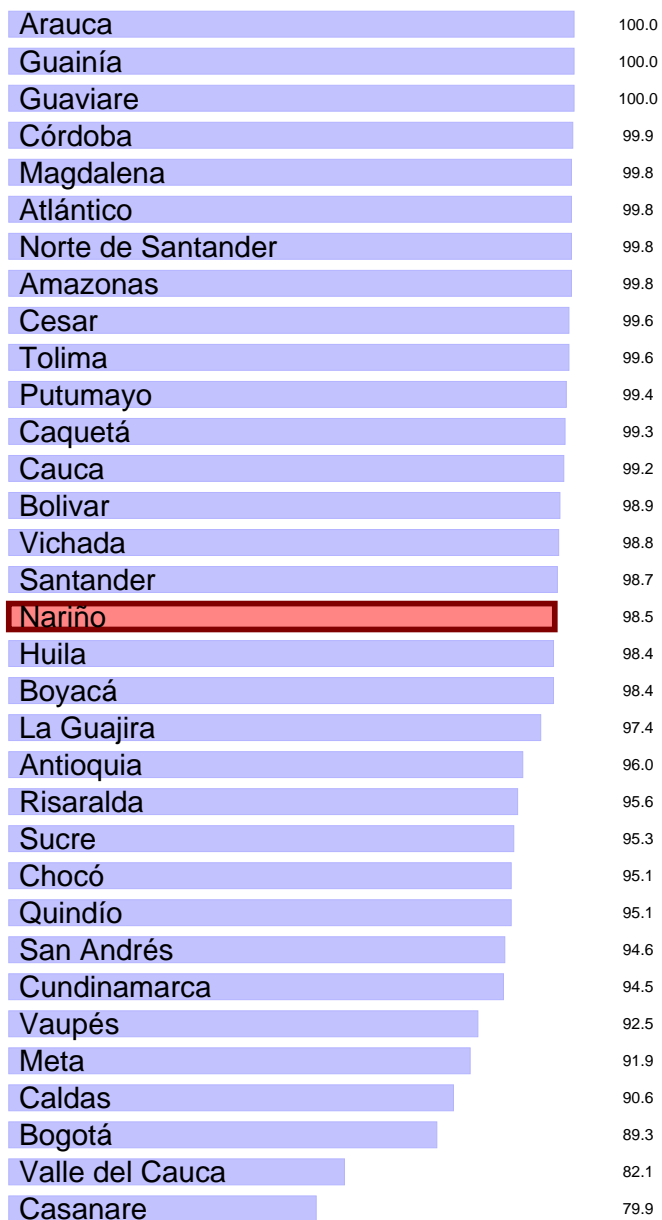 Arauca 100.0
Guainía 100.0
Guaviare 100.0
Córdoba 99.9
Magdalena 99.8
Atlántico 99.8
Norte de Santander 99.8
Amazonas 99.8
Cesar 99.6
Tolima 99.6
Putumayo 99.4
Caquetá 99.3
Cauca 99.2
Bolivar 98.9
Vichada 98.8
Santander 98.7
Nariño 98.5
Huila 98.4
Boyacá 98.4
La Guajira 97.4
Antioquia 96.0
Risaralda 95.6
Sucre 95.3
Chocó 95.1
Quindío 95.1
San Andrés 94.6
Cundinamarca 94.5
Vaupés 92.5
Meta 91.9
Caldas 90.6
Bogotá 89.3
Valle del Cauca 82.1
Casanare 79.9